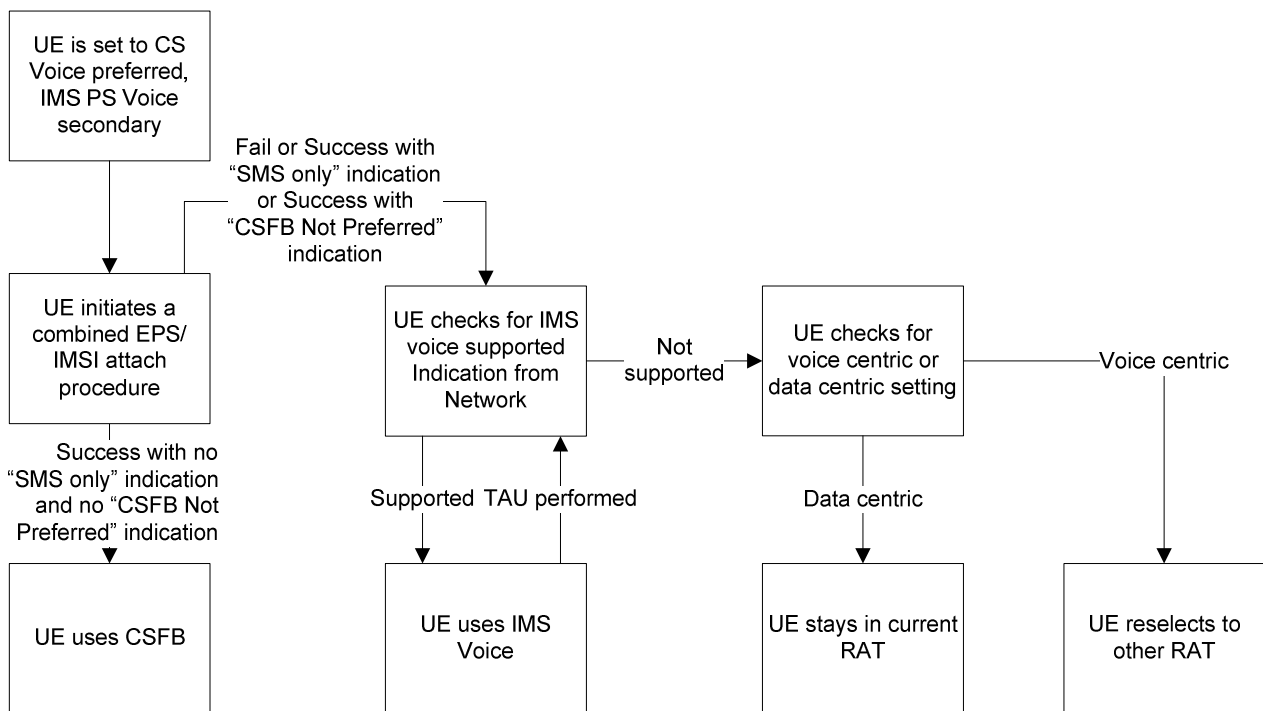 UE is set to CS
Voice preferred,
IMS PS Voice
secondary
Fail or Success with
“SMS only” indication
or Success with
“CSFB Not Preferred”
indication
UE initiates a
combined EPS/
IMSI attach
procedure
UE checks for IMS
voice supported
Indication from
Network
Not
supported
UE checks for
voice centric or
data centric setting
Voice centric
Success with no
“SMS only” indication
and no “CSFB Not
Preferred” indication
Supported
TAU performed
Data centric
UE uses CSFB
UE uses IMS
Voice
UE stays in current
RAT
UE reselects to
other RAT